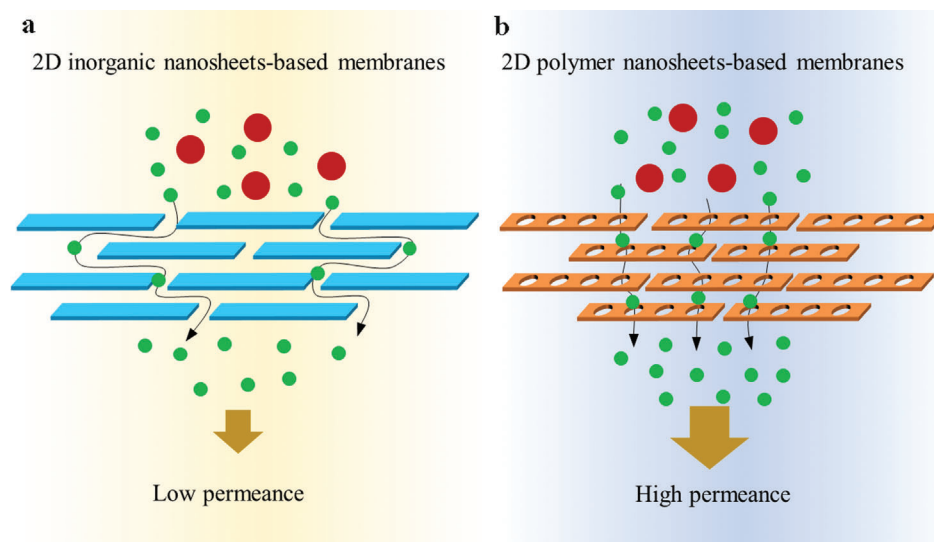 a
2D inorganic nanosheets-based membranes
Low permeance
b
2D polymer nanosheets-based membranes
High permeance